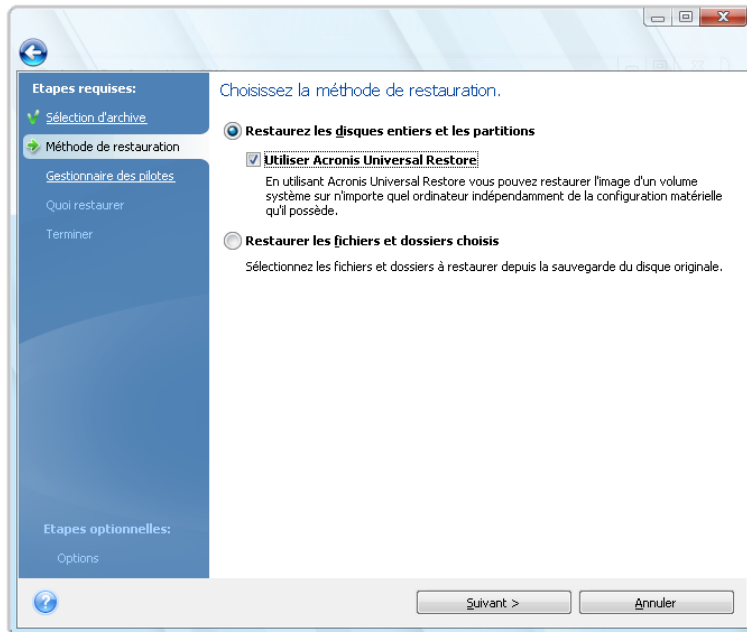 Etapes requises:
Sélection d'archive
Méthode de restauration
Gestionnaire des pilotes
Quoi restaurer
Terminer
Etapes optionnelles:
Options
Choisissez la méthode de restauration.
Restaurez les disques entiers et les partitions
Utiliser Acronis Universal Restore
En utilisant Acronis Universal Restore vous pouvez restaurer l'image d'un volume
système sur n'importe quel ordinateur indépendamment de la configuration matérielle
qu'il possède.
Restaurer les fichiers et dossiers choisis
Sélectionnez les fichiers et dossiers à restaurer depuis la sauvegarde du disque originale.
Suivant >
Annuler